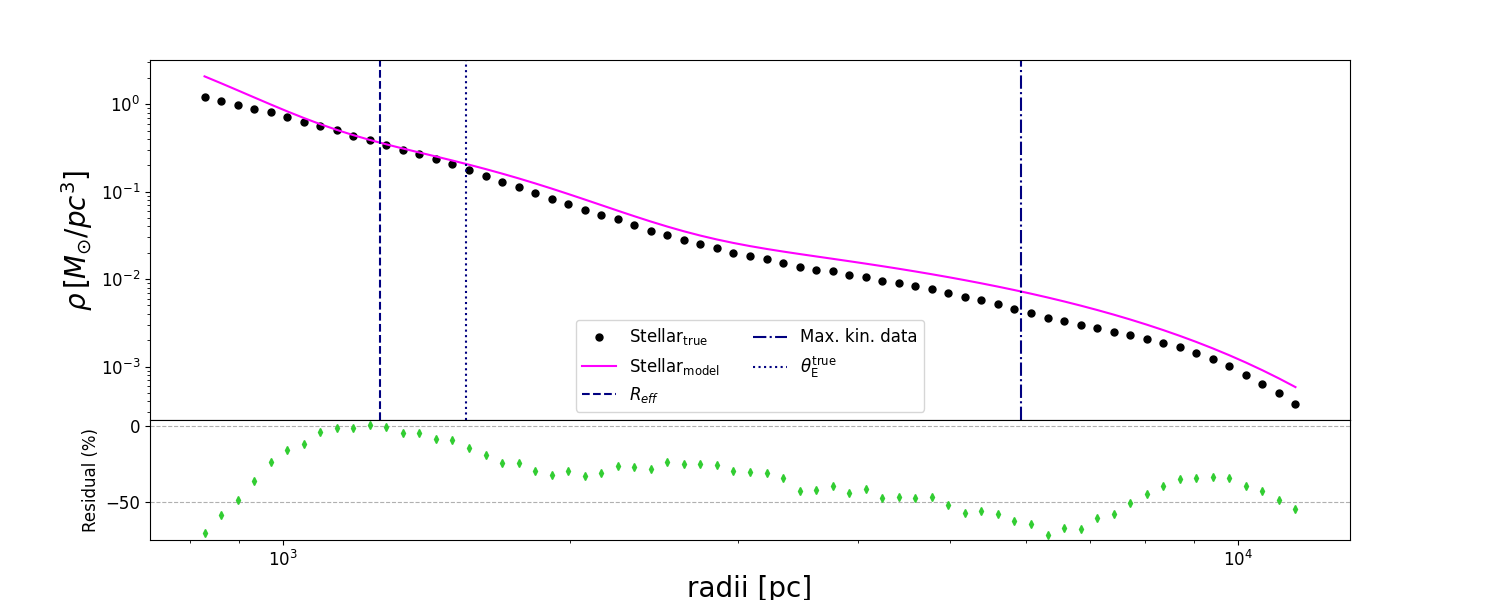 ρ [M⊙/pc³]
10⁰
10⁻¹
10⁻²
10⁻³
Stellar_true
Stellar_model
R_eff
Max. kin. data
θ_E^true
Residual (%)
0
−50
10³
10⁴
radii [pc]